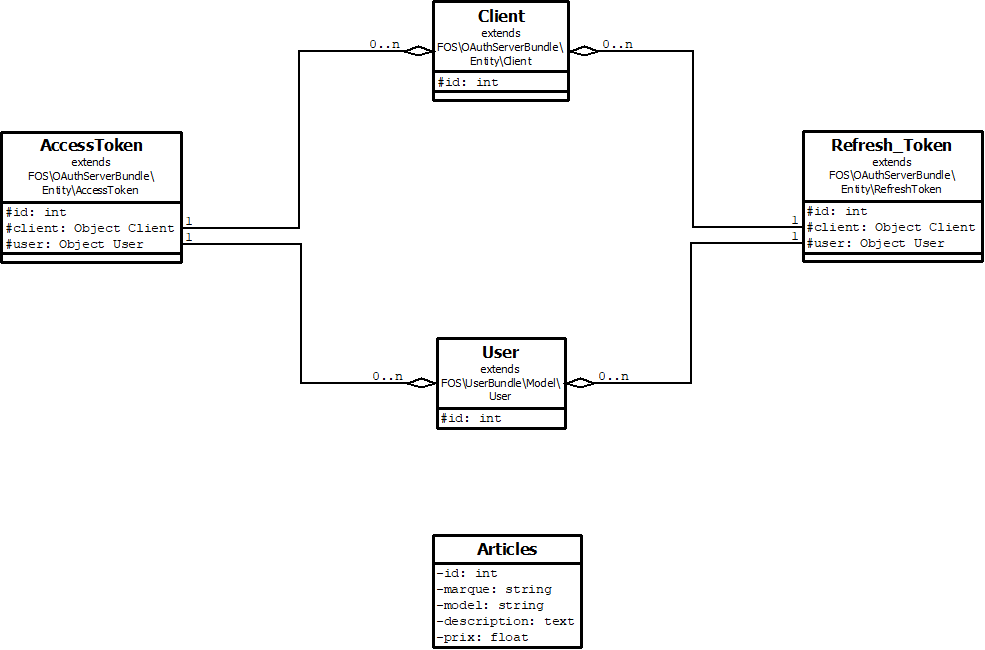 Client
extends
FOS\OAuthServerBundle\
Entity\Client
#id: int
0..n
0..n
AccessToken
extends
FOS\OAuthServerBundle\
Entity\AccessToken
#id: int
#client: Object Client
#user: Object User
1
1
Refresh_Token
extends
FOS\OAuthServerBundle\
Entity\RefreshToken
#id: int
#client: Object Client
#user: Object User
1
1
User
extends
FOS\UserBundle\Model\
User
#id: int
0..n
0..n
Articles
-id: int
-marque: string
-model: string
-description: text
-prix: float